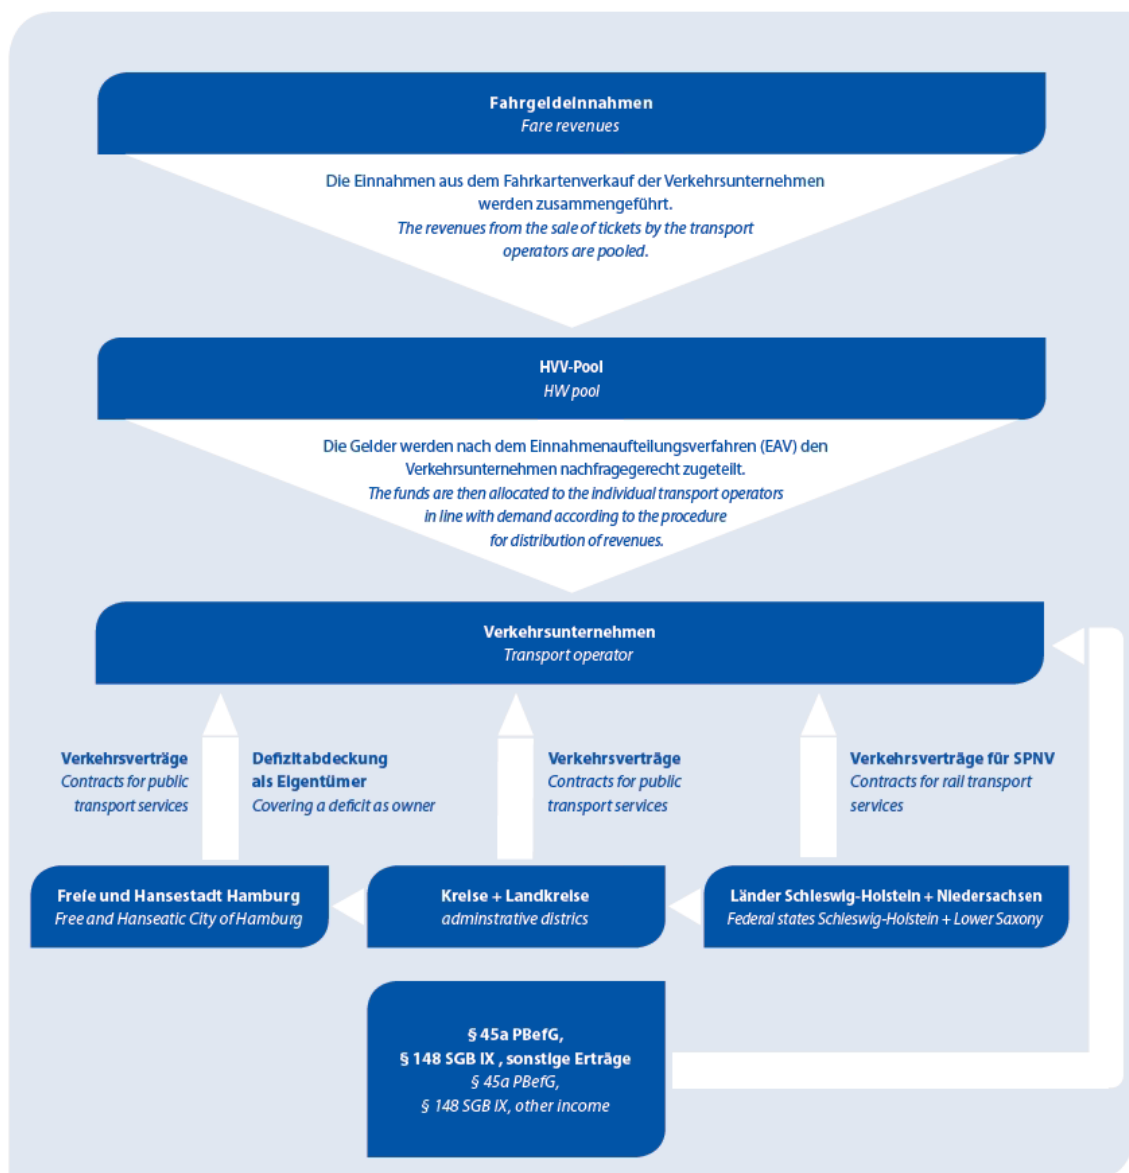 Fahrgeldeinnahmen
Fare revenues
Die Einnahmen aus dem Fahrkartenverkauf der Verkehrsunternehmen
werden zusammengeführt.
The revenues from the sale of tickets by the transport
operators are pooled.
HVV-Pool
HVV pool
Die Gelder werden nach dem Einnahmenaufteilungsverfahren (EAV) den
Verkehrsunternehmen nachfragegerecht zugeteilt.
The funds are then allocated to the individual transport operators
in line with demand according to the procedure
for distribution of revenues.
Verkehrsunternehmen
Transport operator
Verkehrsverträge
Contracts for public
transport services
Defizitabdeckung
als Eigentümer
Covering a deficit as owner
Verkehrsverträge
Contracts for public
transport services
Verkehrsverträge für SPNV
Contracts for rail transport
services
Freie und Hansestadt Hamburg
Free and Hanseatic City of Hamburg
Kreise + Landkreise
adminstrative districs
Länder Schleswig-Holstein + Niedersachsen
Federal states Schleswig-Holstein + Lower Saxony
§ 45a PBefG,
§ 148 SGB IX , sonstige Erträge
§ 45a PBefG,
§ 148 SGB IX, other income